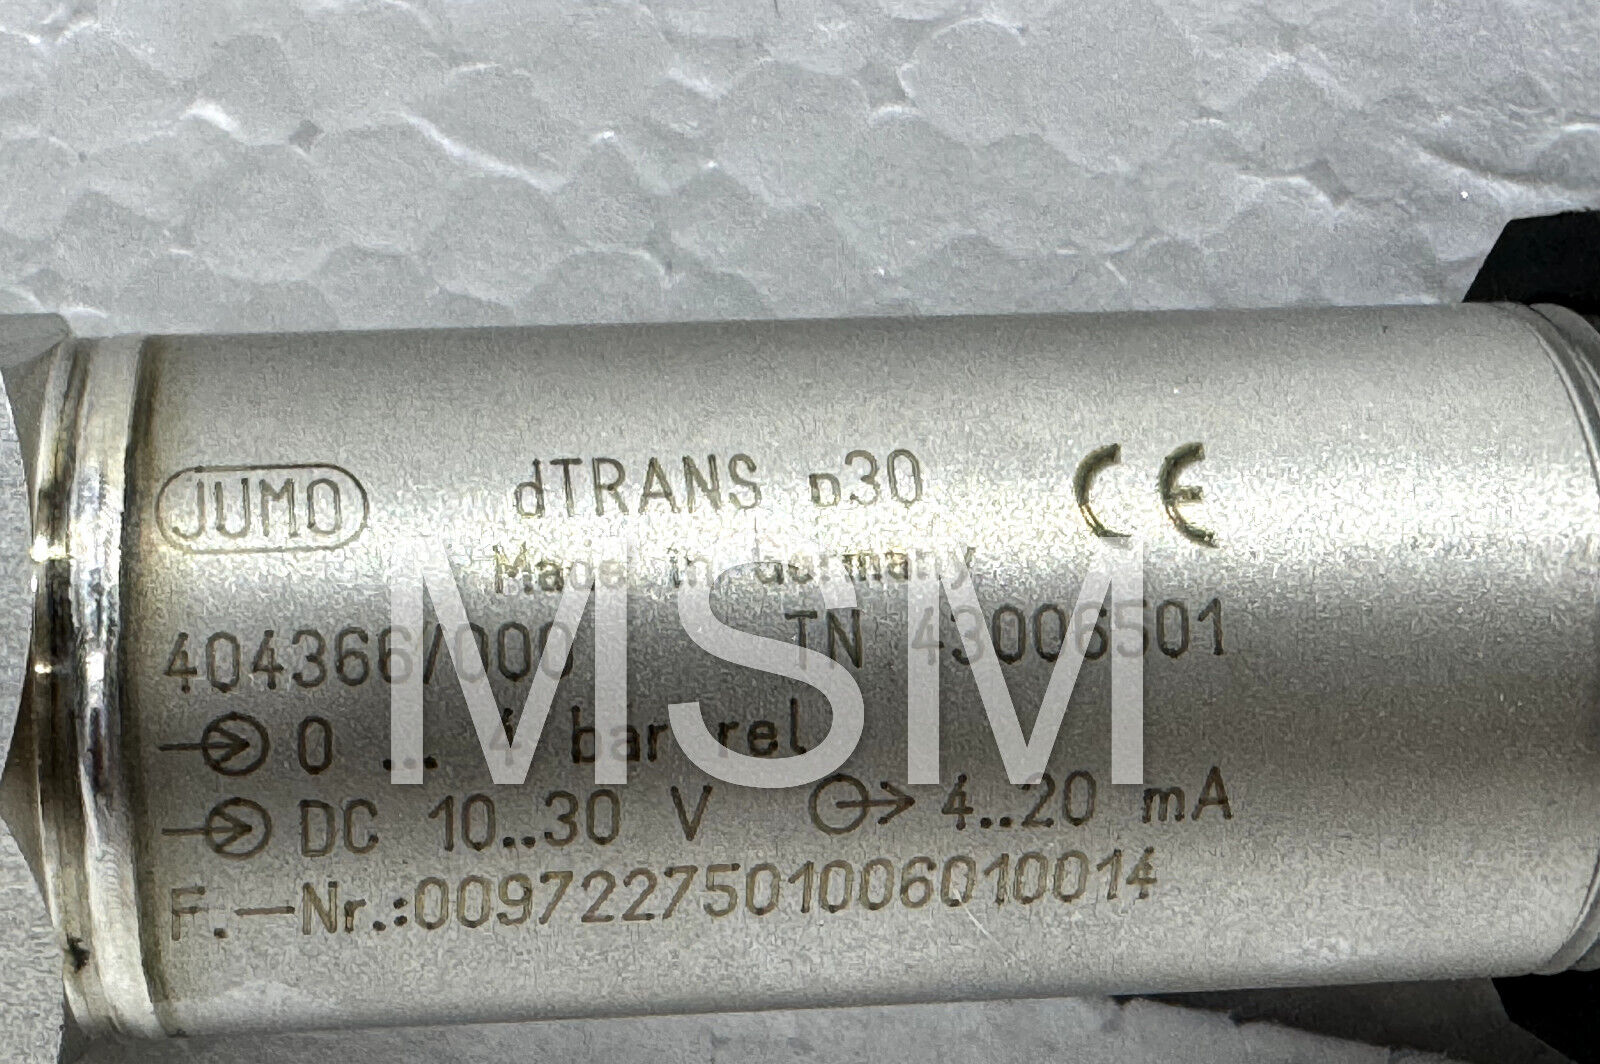 JUMO dTRANS p30 CE
Made in Germany
404366/000 TN 43006501
0 ... 4 bar rel
DC 10..30 V 4..20 mA
F.-Nr.:0097227501006010014
MSM